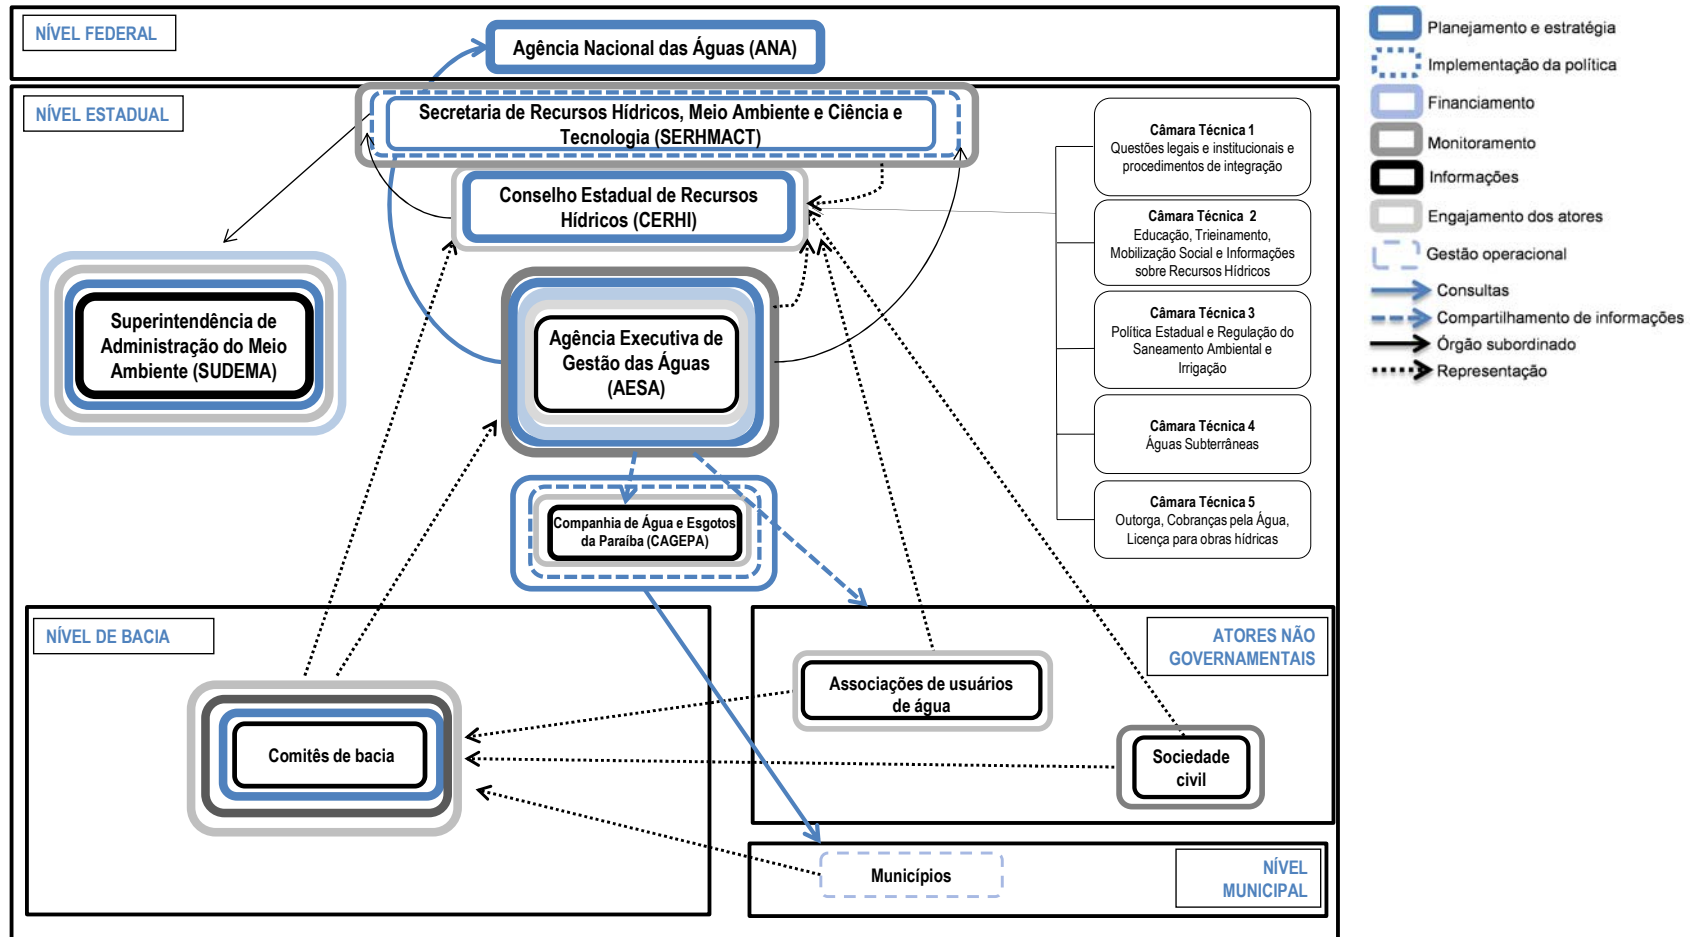 NÍVEL FEDERAL
Agência Nacional das Águas (ANA)
NÍVEL ESTADUAL
Secretaria de Recursos Hídricos, Meio Ambiente e Ciência e
Tecnologia (SERHMACT)
Conselho Estadual de Recursos
Hídricos (CERHI)
Superintendência de
Administração do Meio
Ambiente (SUDEMA)
Agência Executiva de
Gestão das Águas
(AESA)
Companhia de Água e Esgotos
da Paraíba (CAGEPA)
Câmara Técnica 1
Questões legais e institucionais e
procedimentos de integração
Câmara Técnica 2
Educação, Trieinamento,
Mobilização Social e Informações
sobre Recursos Hídricos
Câmara Técnica 3
Política Estadual e Regulação do
Saneamento Ambiental e
Irrigação
Câmara Técnica 4
Águas Subterrâneas
Câmara Técnica 5
Outorga, Cobranças pela Água,
Licença para obras hídricas
NÍVEL DE BACIA
Comitês de bacia
ATORES NÃO
GOVERNAMENTAIS
Associações de usuários
de água
Sociedade
civil
NÍVEL
MUNICIPAL
Municípios
Planejamento e estratégia
Implementação da política
Financiamento
Monitoramento
Informações
Engajamento dos atores
Gestão operacional
Consultas
Compartilhamento de informações
Órgão subordinado
Representação